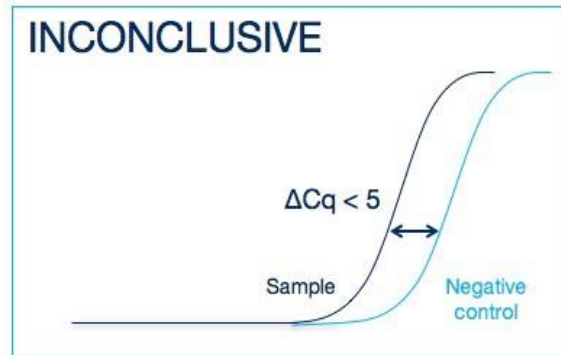 INCONCLUSIVE
ΔCq < 5
Sample
Negative
control